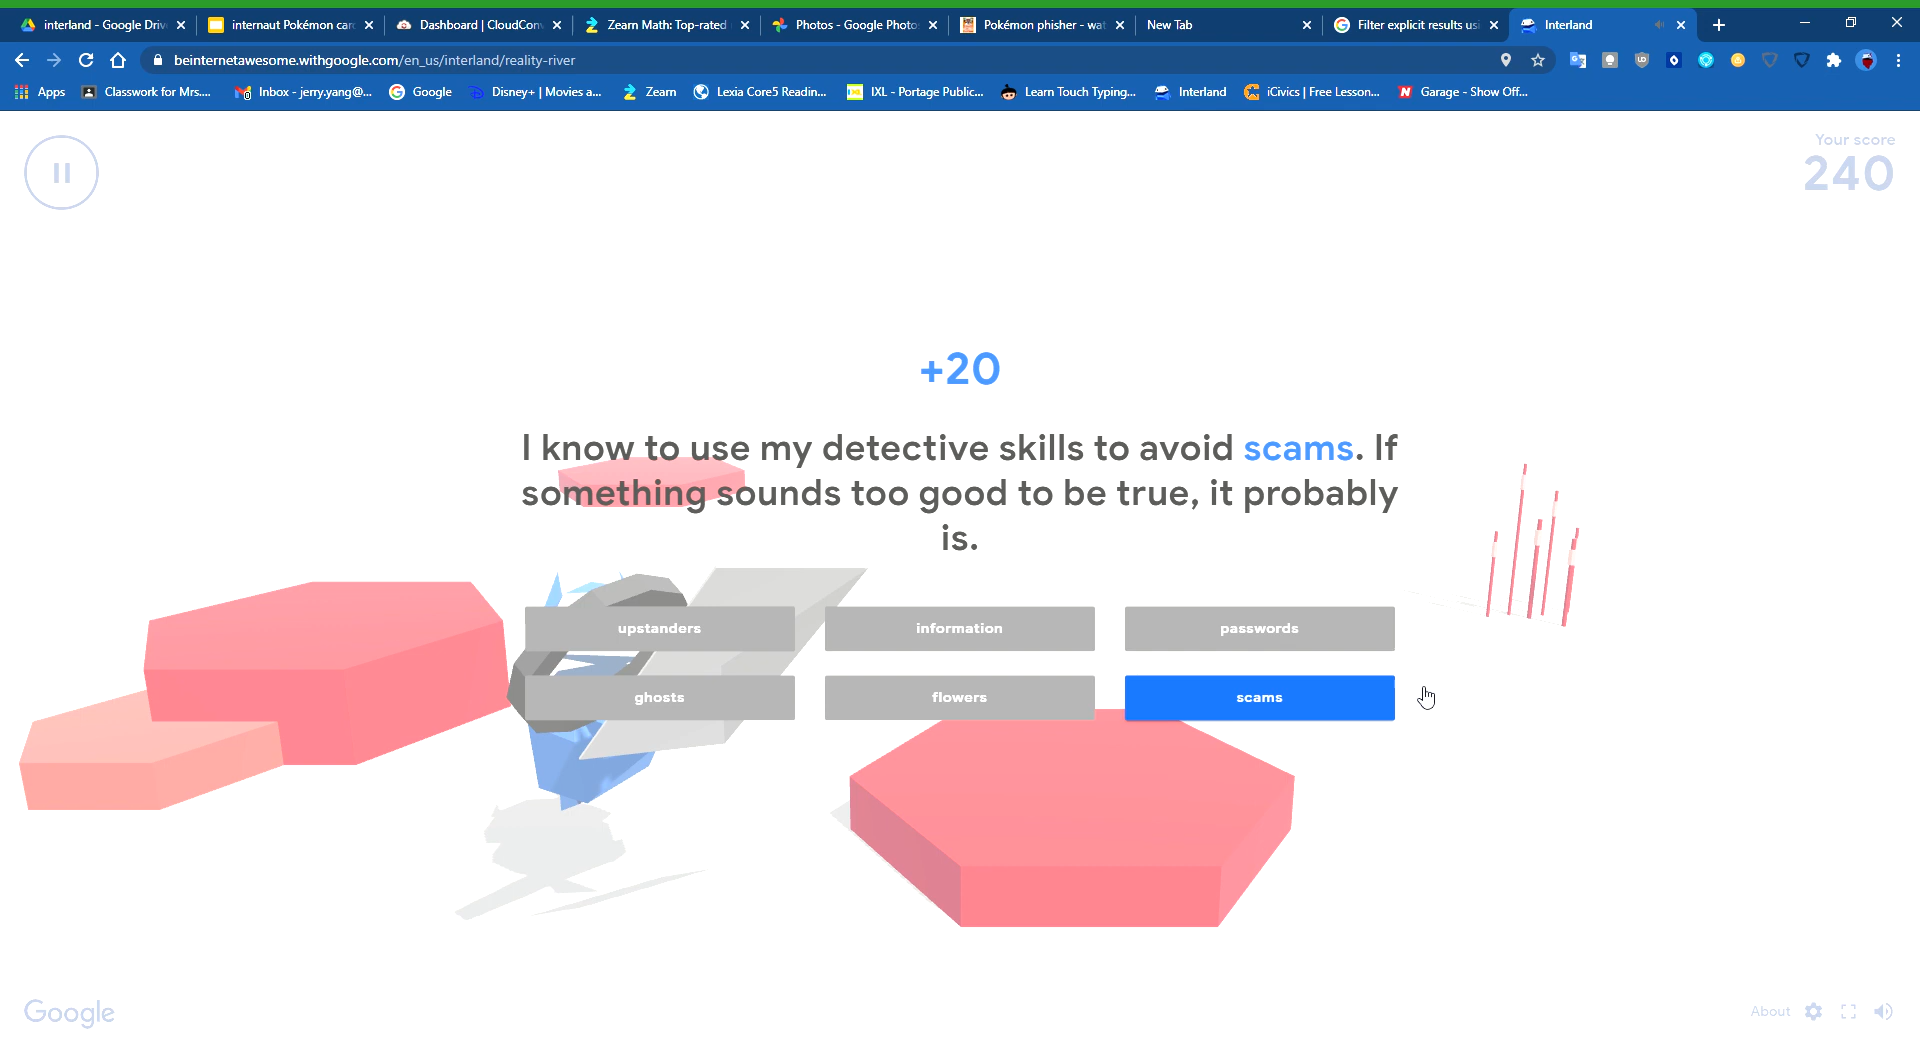 interland - Google Driv
internaut Pokémon car
Dashboard | CloudConv
Zearn Math: Top-rated
Photos - Google Photo
Pokémon phisher - wat
New Tab
Filter explicit results usi
Interland
beinternetawesome.withgoogle.com/en_us/interland/reality-river
Apps
Classwork for Mrs....
Inbox - jerry.yang@...
Google
Disney+ | Movies a...
Zearn
Lexia Core5 Readin...
IXL - Portage Public...
Learn Touch Typing...
Interland
iCivics | Free Lesson...
Garage - Show Off...
Your score
240
+20
I know to use my detective skills to avoid scams. If
something sounds too good to be true, it probably
is.
upstanders
information
passwords
ghosts
flowers
scams
Google
About